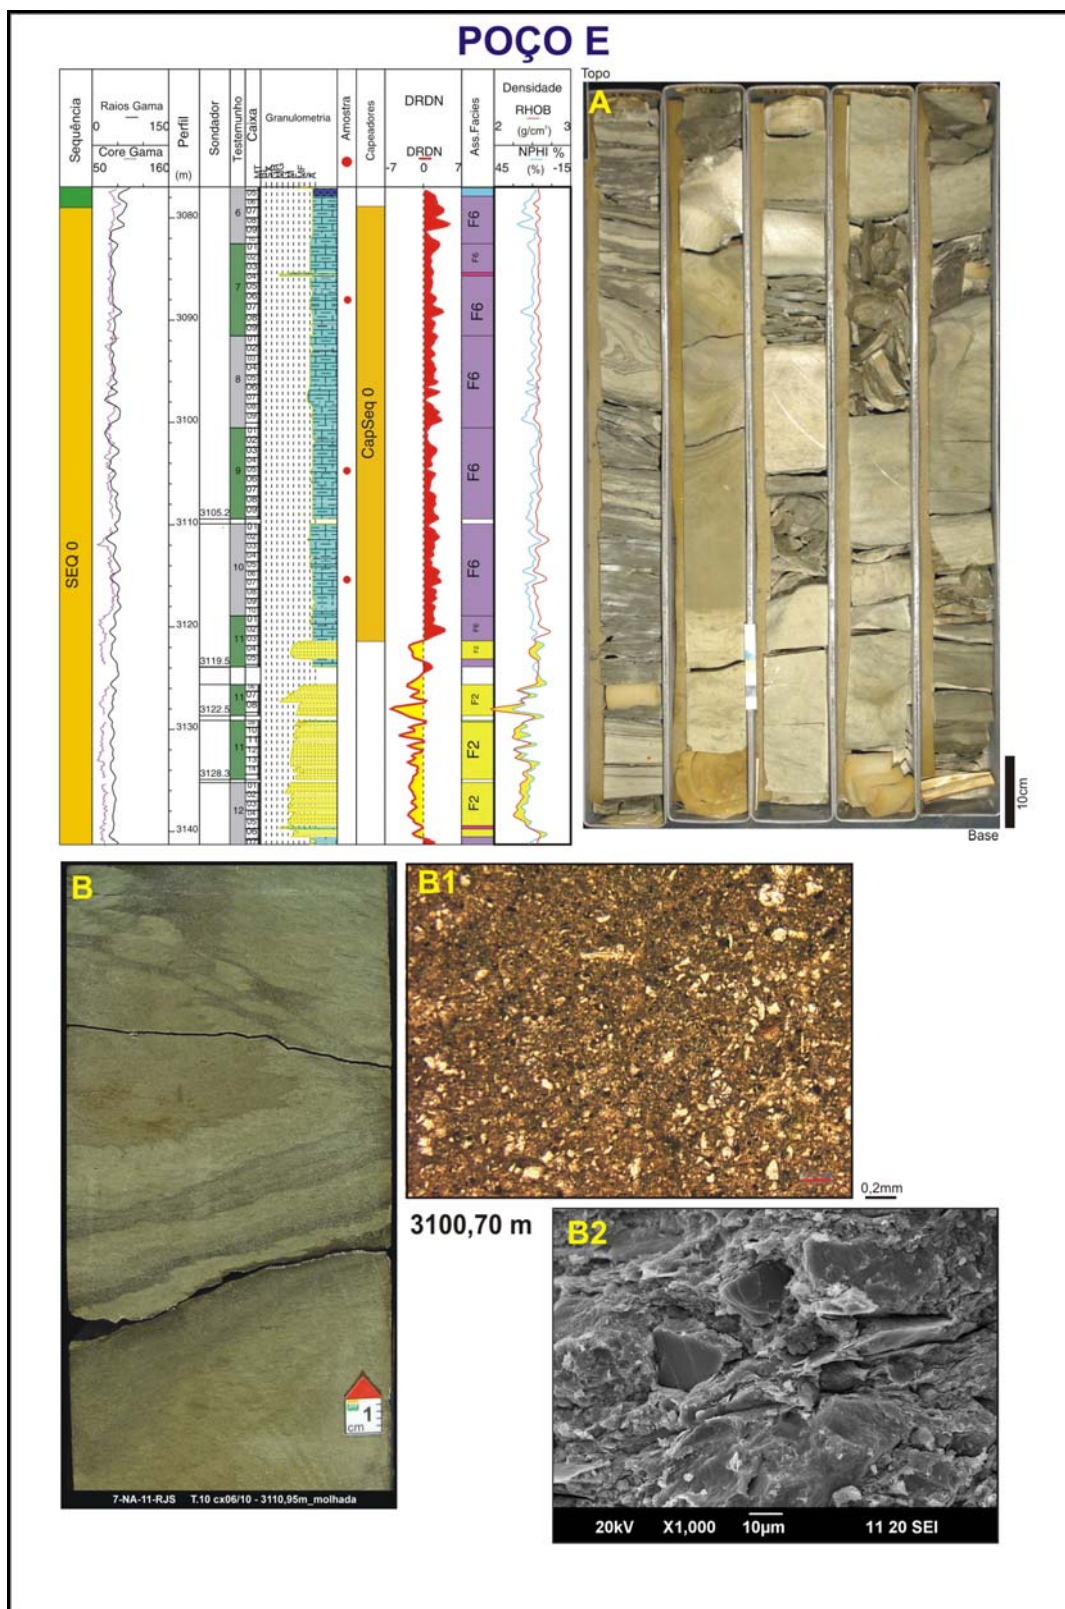 POÇO E
Sequência
Raios Gama
0 150
Core Gama
50 160
Perfil
(m)
Sondador
Testemunho
Caixa
Granulometria
Amostra
Capeadores
DRDN
DRDN
-7 0 7
Ass.Facies
Densidade
RHOB
2 (g/cm³) 3
NPHI %
45 (%) -15
SEQ 0
3080
3090
3100
3110
3120
3130
3140
3105.2
3119.5
3122.5
3128.3
6
7
8
9
10
11
11
11
12
CapSeq 0
F6
F6
F6
F6
F6
F6
F6
F2
F2
F2
F2
Topo
A
10cm
Base
B
1
cm
7-NA-11-RJS T.10 cx06/10 - 3110,95m_molhada
B1
0,2mm
3100,70 m
B2
20kV X1,000 10µm 11 20 SEI